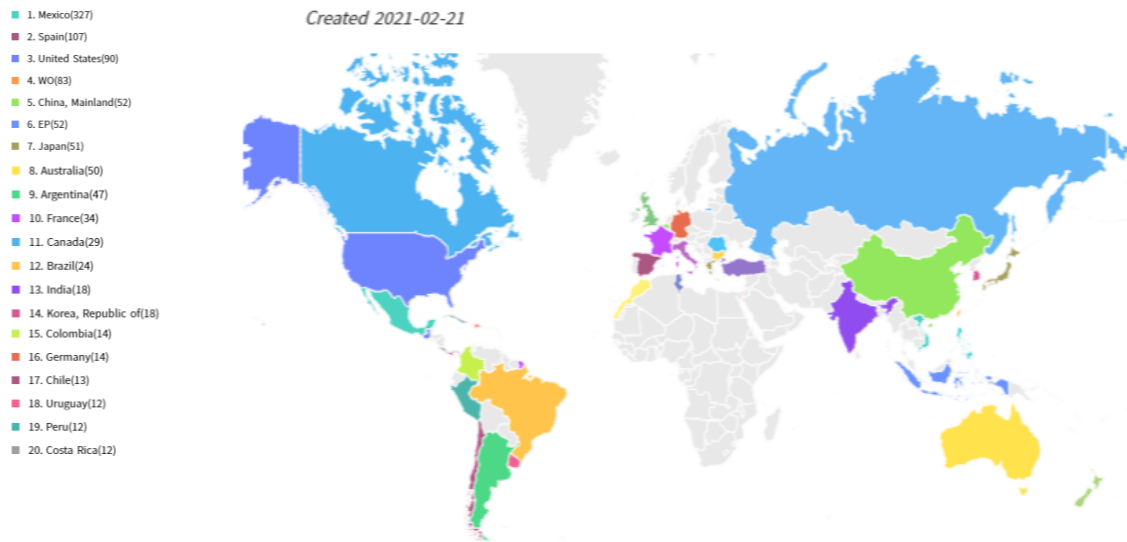 Created 2021-02-21
1. Mexico(327)
2. Spain(107)
3. United States(90)
4. WO(83)
5. China, Mainland(52)
6. EP(52)
7. Japan(51)
8. Australia(50)
9. Argentina(47)
10. France(34)
11. Canada(29)
12. Brazil(24)
13. India(18)
14. Korea, Republic of(18)
15. Colombia(14)
16. Germany(14)
17. Chile(13)
18. Uruguay(12)
19. Peru(12)
20. Costa Rica(12)